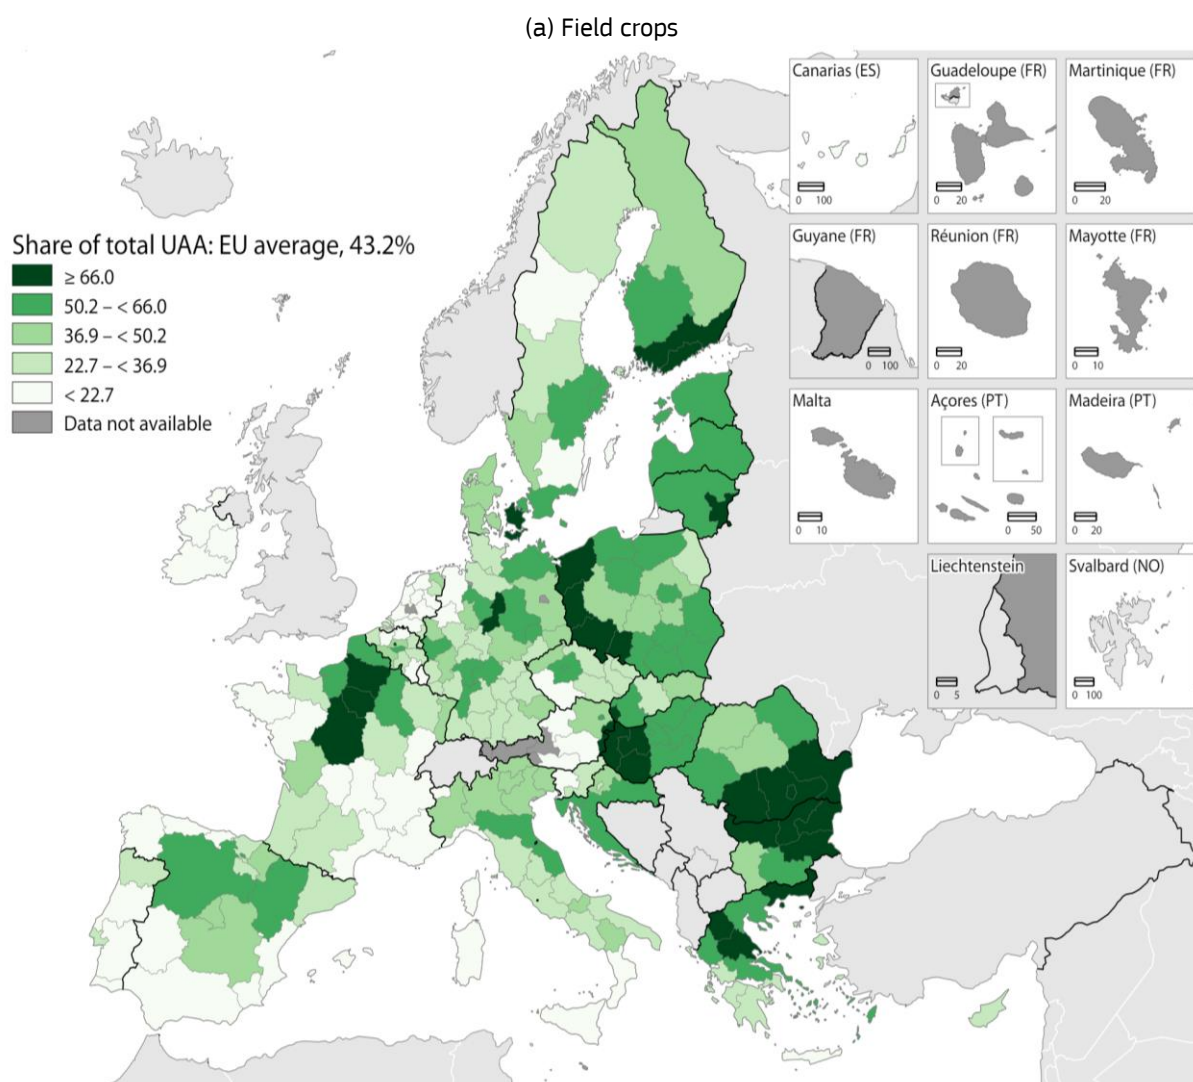 (a) Field crops
Share of total UAA: EU average, 43.2%
≥ 66.0
50.2 – < 66.0
36.9 – < 50.2
22.7 – < 36.9
< 22.7
Data not available
Canarias (ES)
0 100
Guadeloupe (FR)
0 20
Martinique (FR)
0 20
Guyane (FR)
0 100
Réunion (FR)
0 20
Mayotte (FR)
0 10
Malta
0 10
Açores (PT)
0 50
Madeira (PT)
0 20
Liechtenstein
0 5
Svalbard (NO)
0 100